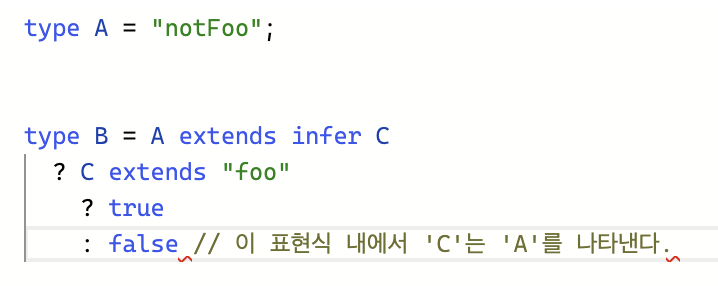 type A = "notFoo";
type B = A extends infer C
? C extends "foo"
? true
: false // 이 표현식 내에서 'C'는 'A'를 나타낸다.